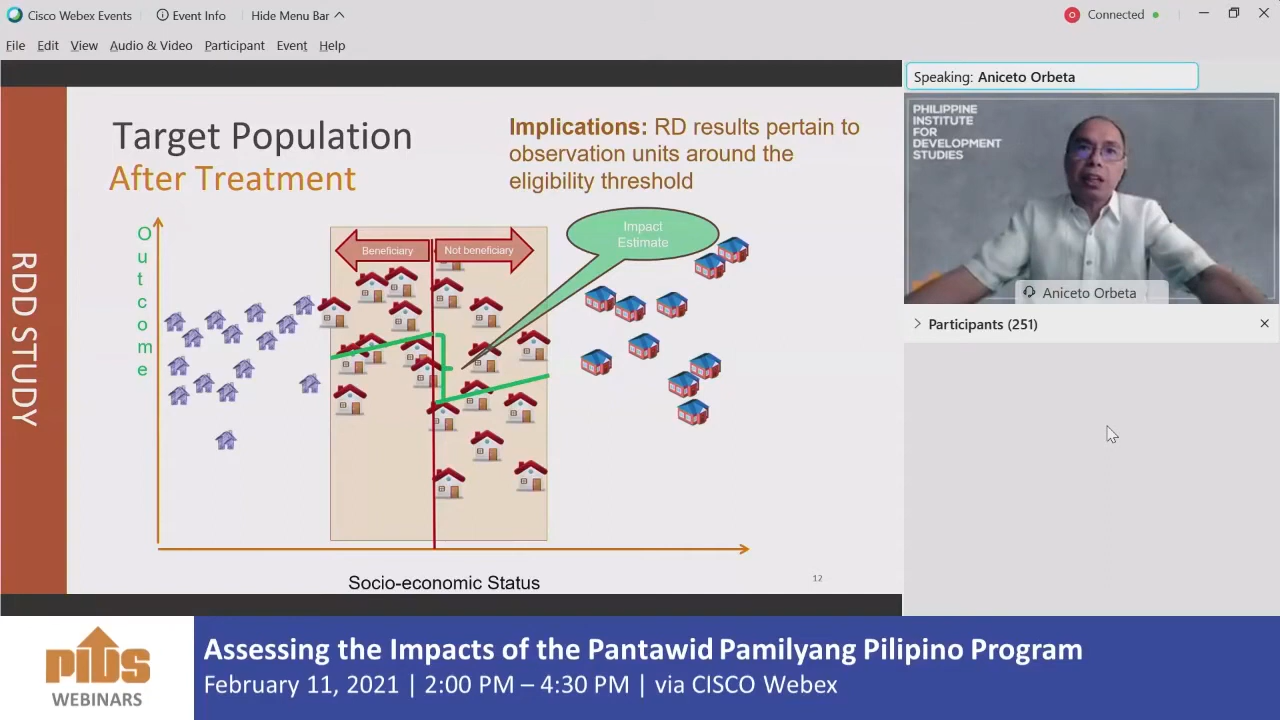 Cisco Webex Events
Event Info
Hide Menu Bar
Connected
File Edit View Audio & Video Participant Event Help
Speaking: Aniceto Orbeta
PHILIPPINE
INSTITUTE
FOR
DEVELOPMENT
STUDIES
Aniceto Orbeta
Participants (251)
RDD STUDY
Target Population
After Treatment
Implications: RD results pertain to
observation units around the
eligibility threshold
Outcome
Beneficiary
Not beneficiary
Impact
Estimate
Socio-economic Status
12
PIDS
WEBINARS
Assessing the Impacts of the Pantawid Pamilyang Pilipino Program
February 11, 2021 | 2:00 PM – 4:30 PM | via CISCO Webex